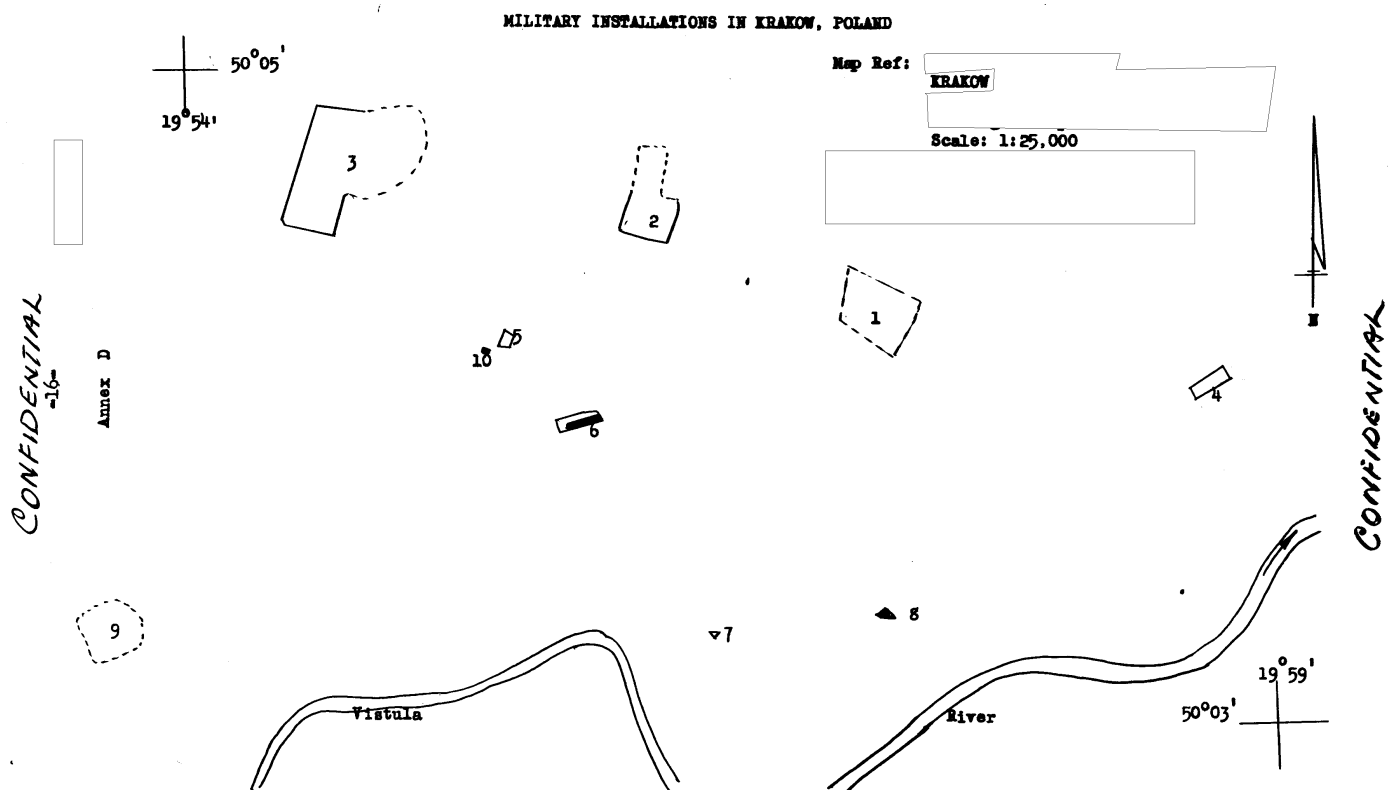 MILITARY INSTALLATIONS IN KRAKOW, POLAND
50°05'
19°54'
Map Ref:
KRAKOW
Scale: 1:25,000
3
2
1
N
5
10
4
6
CONFIDENTIAL
-16-
Annex D
CONFIDENTIAL
9
7
8
Vistula
River
19°59'
50°03'